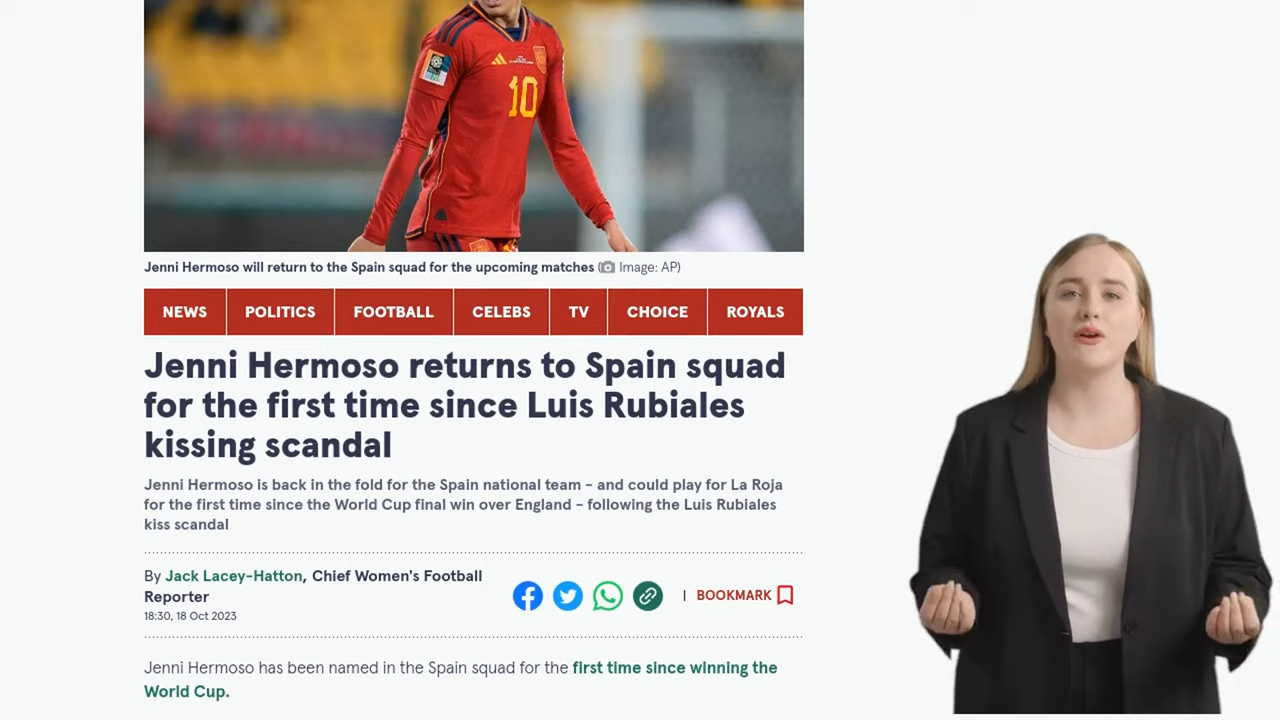 10
Jenni Hermoso will return to the Spain squad for the upcoming matches ( Image: AP)
NEWS POLITICS FOOTBALL CELEBS TV CHOICE ROYALS
Jenni Hermoso returns to Spain squad
for the first time since Luis Rubiales
kissing scandal
Jenni Hermoso is back in the fold for the Spain national team - and could play for La Roja
for the first time since the World Cup final win over England - following the Luis Rubiales
kiss scandal
By Jack Lacey-Hatton, Chief Women's Football
Reporter
18:30, 18 Oct 2023
| BOOKMARK
Jenni Hermoso has been named in the Spain squad for the first time since winning the
World Cup.